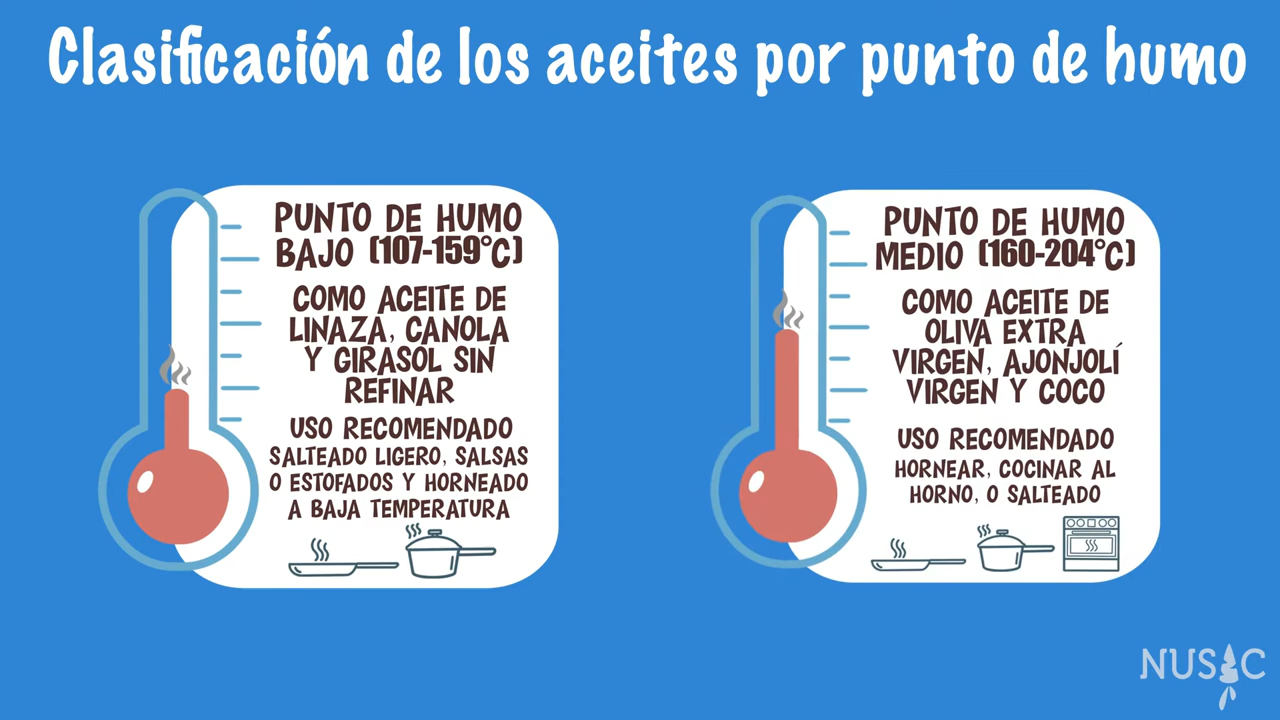 Clasificación de los aceites por punto de humo
PUNTO DE HUMO
BAJO (107-159°C)
COMO ACEITE DE
LINAZA, CANOLA
Y GIRASOL SIN
REFINAR
USO RECOMENDADO
SALTEADO LIGERO, SALSAS
O ESTOFADOS Y HORNEADO
A BAJA TEMPERATURA
PUNTO DE HUMO
MEDIO (160-204°C)
COMO ACEITE DE
OLIVA EXTRA
VIRGEN, AJONJOLÍ
VIRGEN Y COCO
USO RECOMENDADO
HORNEAR, COCINAR AL
HORNO, O SALTEADO
NUSIC